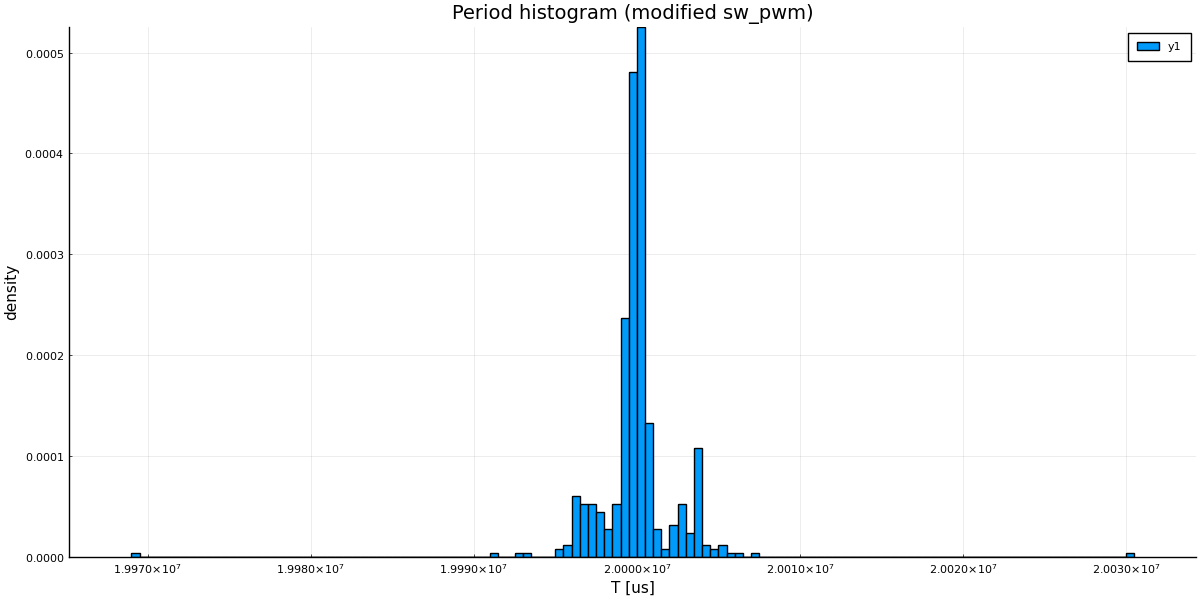 Period histogram (modified sw_pwm)
y1
density
0.0005
0.0004
0.0003
0.0002
0.0001
0.0000
1.9970×10⁷ 1.9980×10⁷ 1.9990×10⁷ 2.0000×10⁷ 2.0010×10⁷ 2.0020×10⁷ 2.0030×10⁷
T [us]